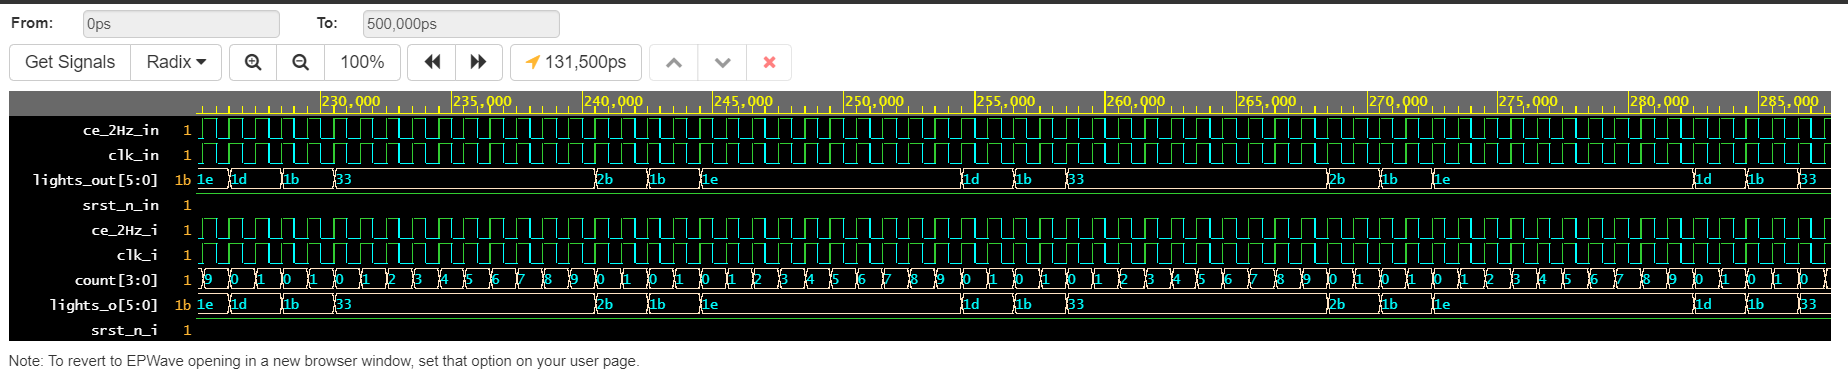 From: 0ps To: 500,000ps
Get Signals Radix 100% 131,500ps
230,000 235,000 240,000 245,000 250,000 255,000 260,000 265,000 270,000 275,000 280,000 285,000
ce_2Hz_in 1
clk_in 1
lights_out[5:0] 1b 1e 1d 1b 33 2b 1b 1e 1d 1b 33 2b 1b 1e 1d 1b 33
srst_n_in 1
ce_2Hz_i 1
clk_i 1
count[3:0] 1 9 0 1 0 1 0 1 2 3 4 5 6 7 8 9 0 1 0 1 0 1 2 3 4 5 6 7 8 9 0 1 0 1 0 1 2 3 4 5 6 7 8 9 0 1 0 1 0 1 2 3 4 5 6 7 8 9 0 1 0 1 0
lights_o[5:0] 1b 1e 1d 1b 33 2b 1b 1e 1d 1b 33 2b 1b 1e 1d 1b 33
srst_n_i 1
Note: To revert to EPWave opening in a new browser window, set that option on your user page.